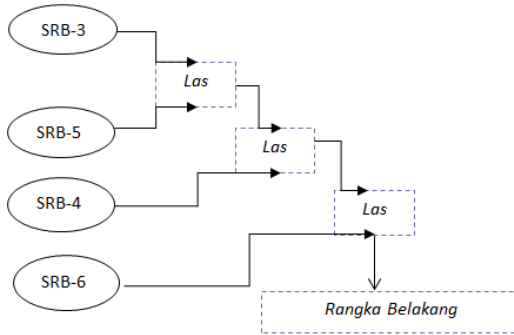 SRB-3
Las
SRB-5
Las
SRB-4
Las
SRB-6
Rangka Belakang